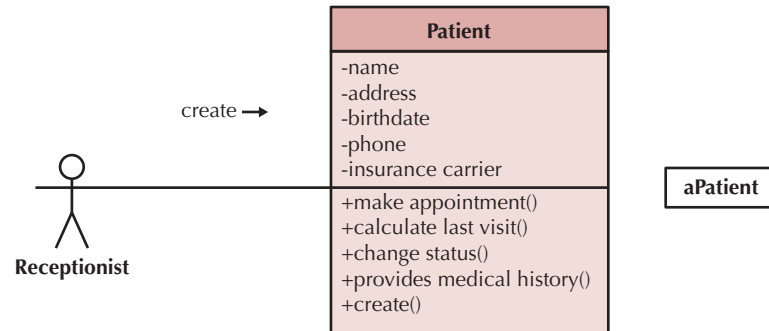 Patient
-name
-address
create
-birthdate
-phone
-insurance carrier
aPatient
+make appointment()
+calculate last visit()
+change status()
Receptionist
+provides medical history()
+create()